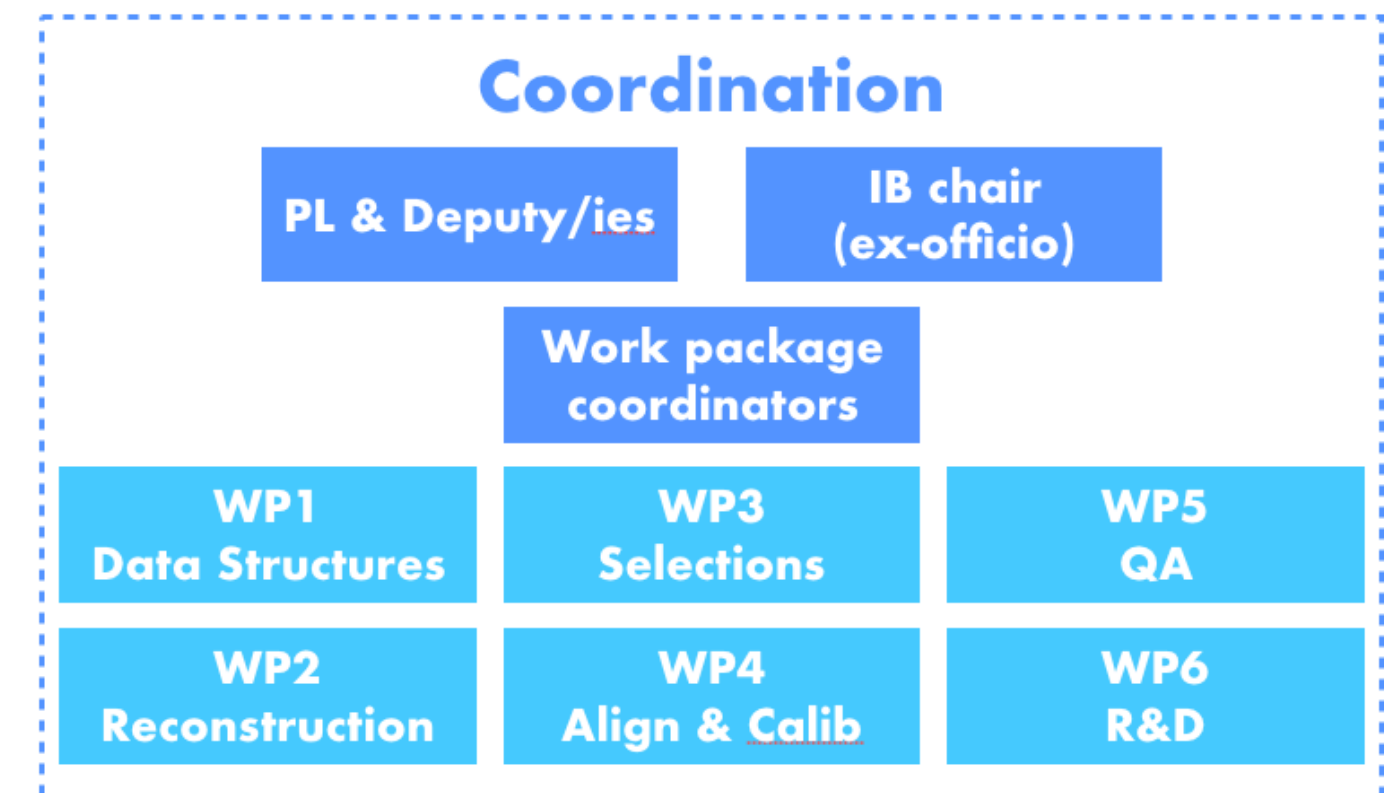 Coordination
PL & Deputy/ies
IB chair
(ex-officio)
Work package
coordinators
WP1
Data Structures
WP3
Selections
WP5
QA
WP2
Reconstruction
WP4
Align & Calib
WP6
R&D